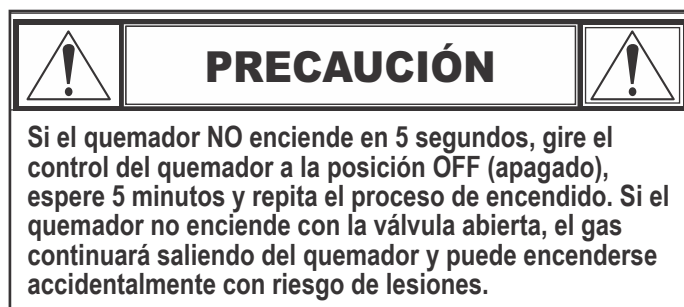 PRECAUCIÓN
Si el quemador NO enciende en 5 segundos, gire el
control del quemador a la posición OFF (apagado),
espere 5 minutos y repita el proceso de encendido. Si el
quemador no enciende con la válvula abierta, el gas
continuará saliendo del quemador y puede encenderse
accidentalmente con riesgo de lesiones.